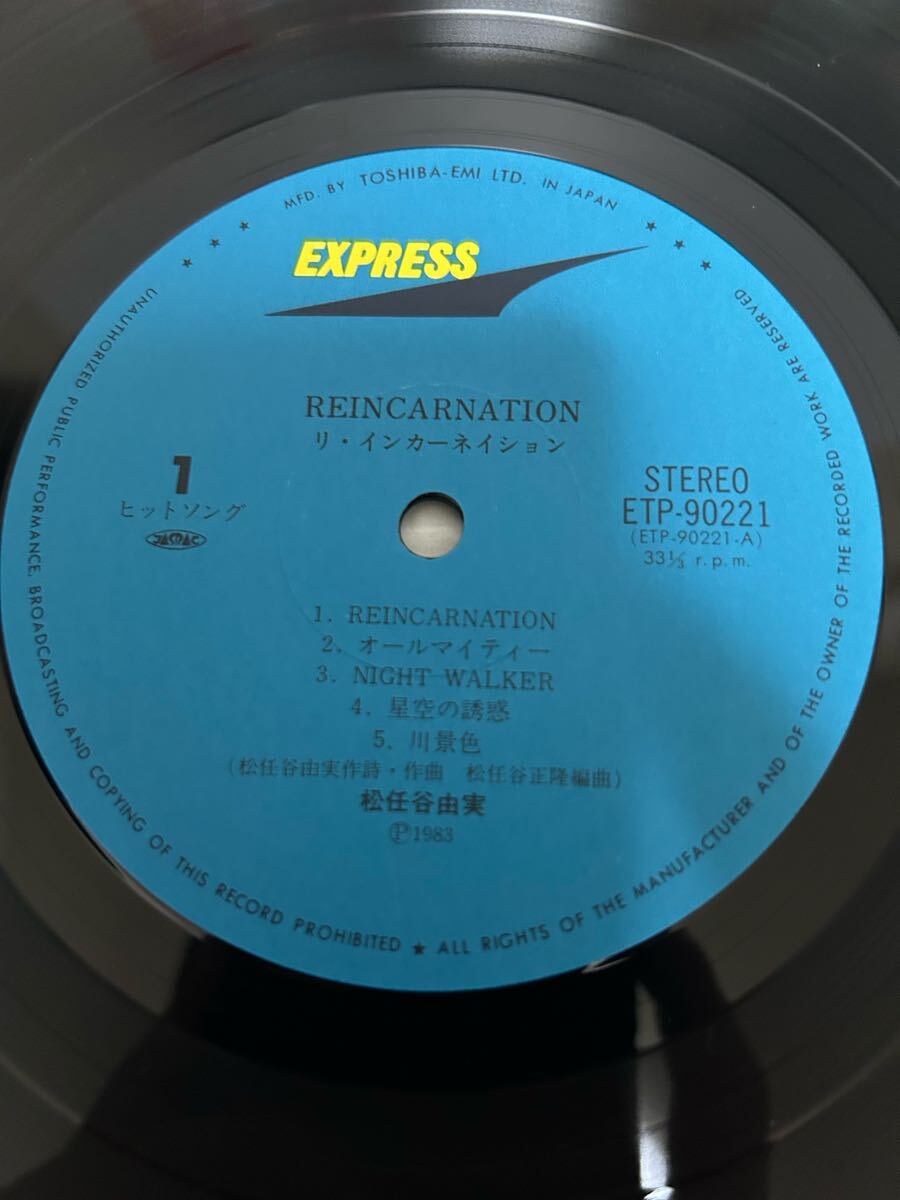 MFD. BY TOSHIBA-EMI LTD. IN JAPAN
EXPRESS
REINCARNATION
リ・インカーネイション
1
ヒットソング
JASRAC
STEREO
ETP-90221
(ETP-90221-A)
33⅓ r.p.m.
1. REINCARNATION
2. オールマイティー
3. NIGHT WALKER
4. 星空の誘惑
5. 川景色
(松任谷由実作詩・作曲 松任谷正隆編曲)
松任谷由実
Ⓟ1983
UNAUTHORIZED PUBLIC PERFORMANCE, BROADCASTING AND COPYING OF THIS RECORD PROHIBITED ★ ALL RIGHTS OF THE MANUFACTURER AND OF THE OWNER OF THE RECORDED WORK ARE RESERVED